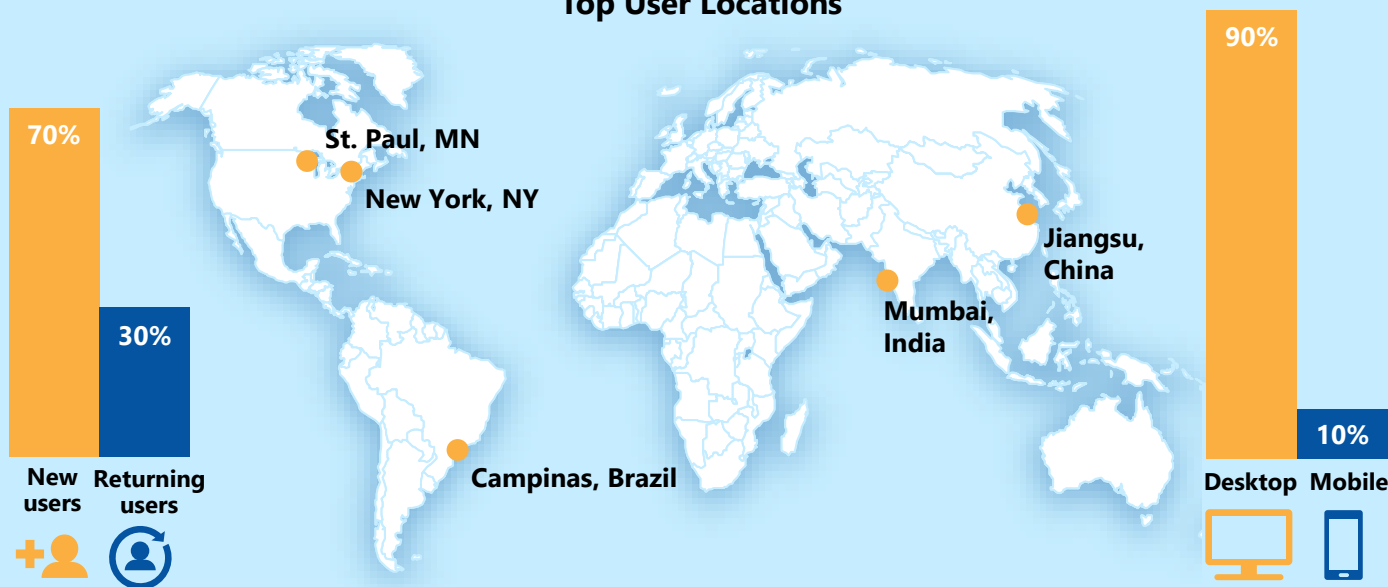 Top User Locations
70%
30%
New users
Returning users
St. Paul, MN
New York, NY
Campinas, Brazil
Mumbai,
India
Jiangsu,
China
90%
10%
Desktop
Mobile